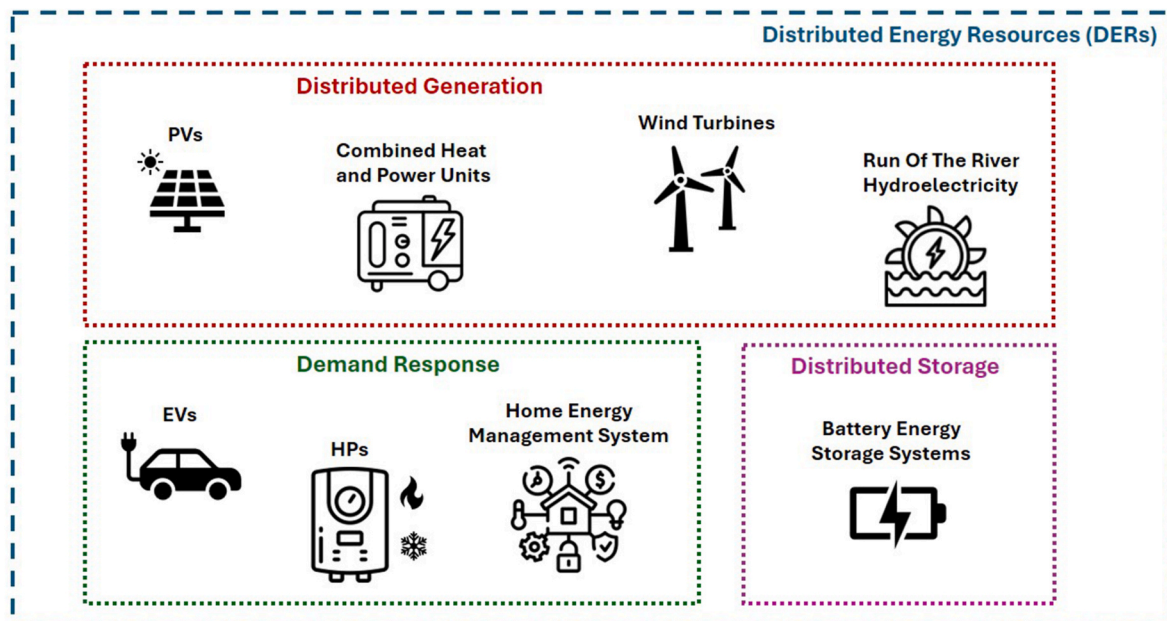 Distributed Energy Resources (DERs)
Distributed Generation
PVs
Combined Heat
and Power Units
Wind Turbines
Run Of The River
Hydroelectricity
Demand Response
EVs
HPs
Home Energy
Management System
$
Distributed Storage
Battery Energy
Storage Systems